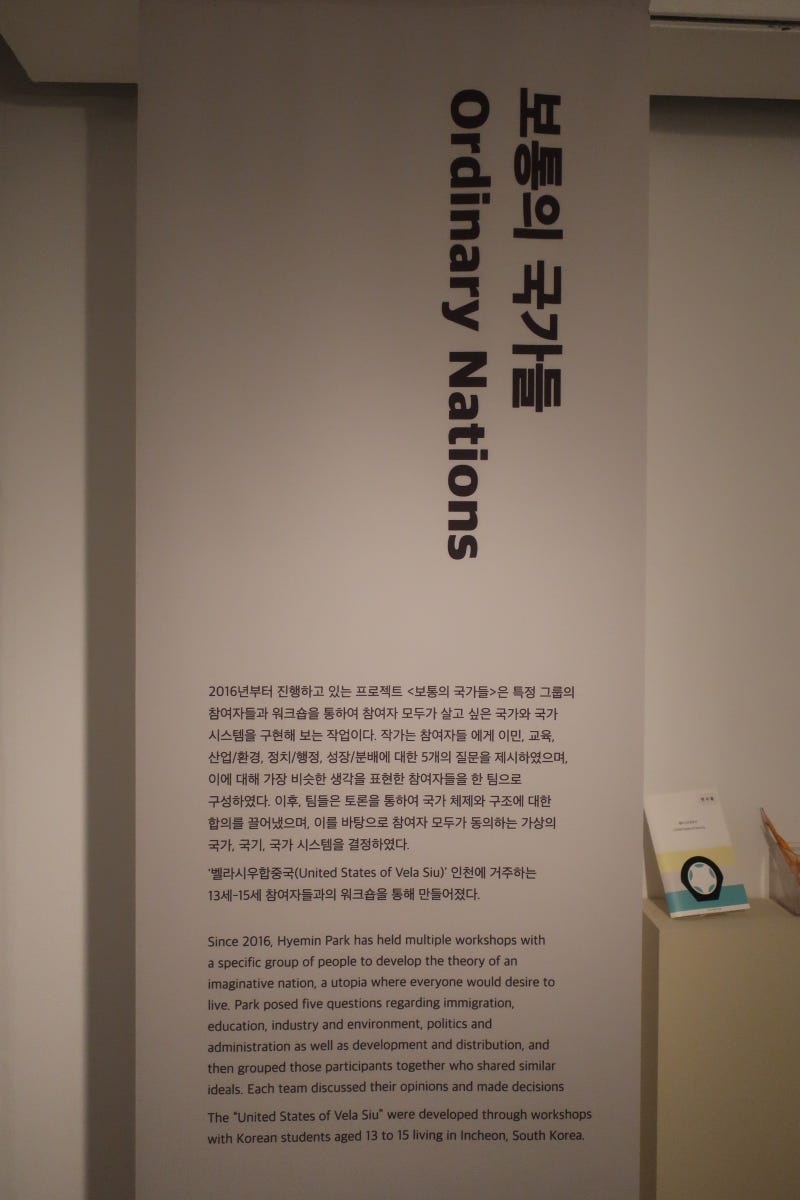 보통의 국가들
Ordinary Nations
2016년부터 진행하고 있는 프로젝트 <보통의 국가들>은 특정 그룹의
참여자들과 워크숍을 통하여 참여자 모두가 살고 싶은 국가와 국가
시스템을 구현해 보는 작업이다. 작가는 참여자들 에게 이민, 교육,
산업/환경, 정치/행정, 성장/분배에 대한 5개의 질문을 제시하였으며,
이에 대해 가장 비슷한 생각을 표현한 참여자들을 한 팀으로
구성하였다. 이후, 팀들은 토론을 통하여 국가 체제와 구조에 대한
합의를 끌어냈으며, 이를 바탕으로 참여자 모두가 동의하는 가상의
국가, 국기, 국가 시스템을 결정하였다.
‘벨라시우합중국(United States of Vela Siu)’ 인천에 거주하는
13세-15세 참여자들과의 워크숍을 통해 만들어졌다.
Since 2016, Hyemin Park has held multiple workshops with
a specific group of people to develop the theory of an
imaginative nation, a utopia where everyone would desire to
live. Park posed five questions regarding immigration,
education, industry and environment, politics and
administration as well as development and distribution, and
then grouped those participants together who shared similar
ideals. Each team discussed their opinions and made decisions
The “United States of Vela Siu” were developed through workshops
with Korean students aged 13 to 15 living in Incheon, South Korea.